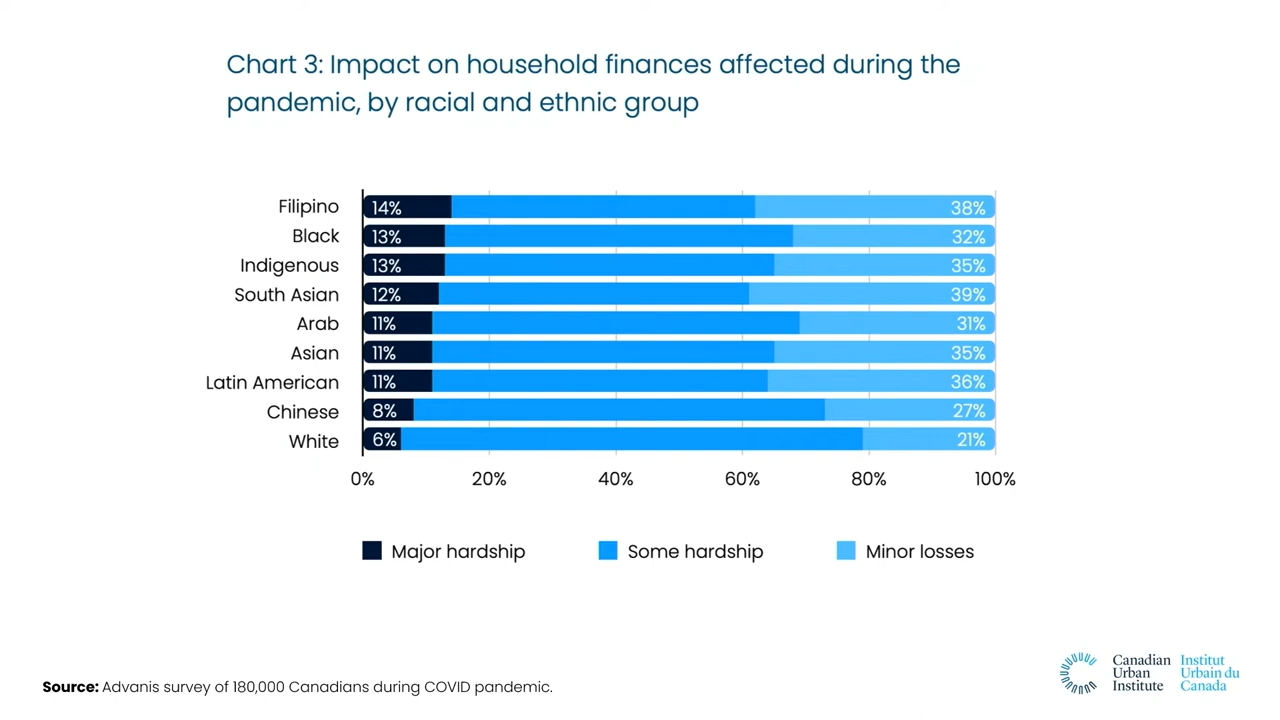 Chart 3: Impact on household finances affected during the
pandemic, by racial and ethnic group
Filipino 14% 38%
Black 13% 32%
Indigenous 13% 35%
South Asian 12% 39%
Arab 11% 31%
Asian 11% 35%
Latin American 11% 36%
Chinese 8% 27%
White 6% 21%
0% 20% 40% 60% 80% 100%
Major hardship Some hardship Minor losses
Source: Advanis survey of 180,000 Canadians during COVID pandemic.
Canadian
Urban
Institute
Institut
Urbain du
Canada